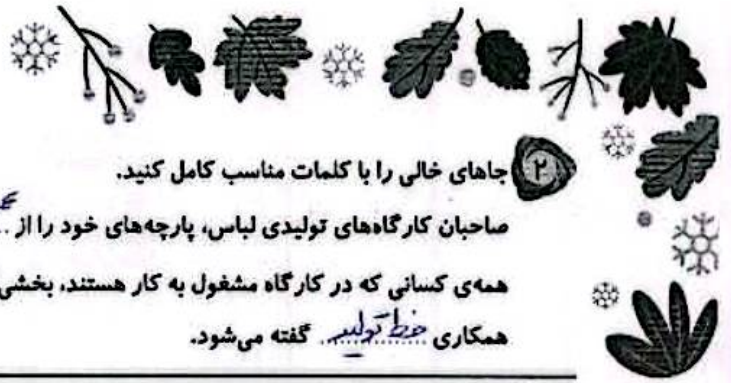 ۲ جاهای خالی را با کلمات مناسب کامل کنید.
صاحبان کارگاه‌های تولیدی لباس، پارچه‌های خود را از ..
همه‌ی کسانی که در کارگاه مشغول به کار هستند، بخشی
همکاری خط تولید گفته می‌شود.